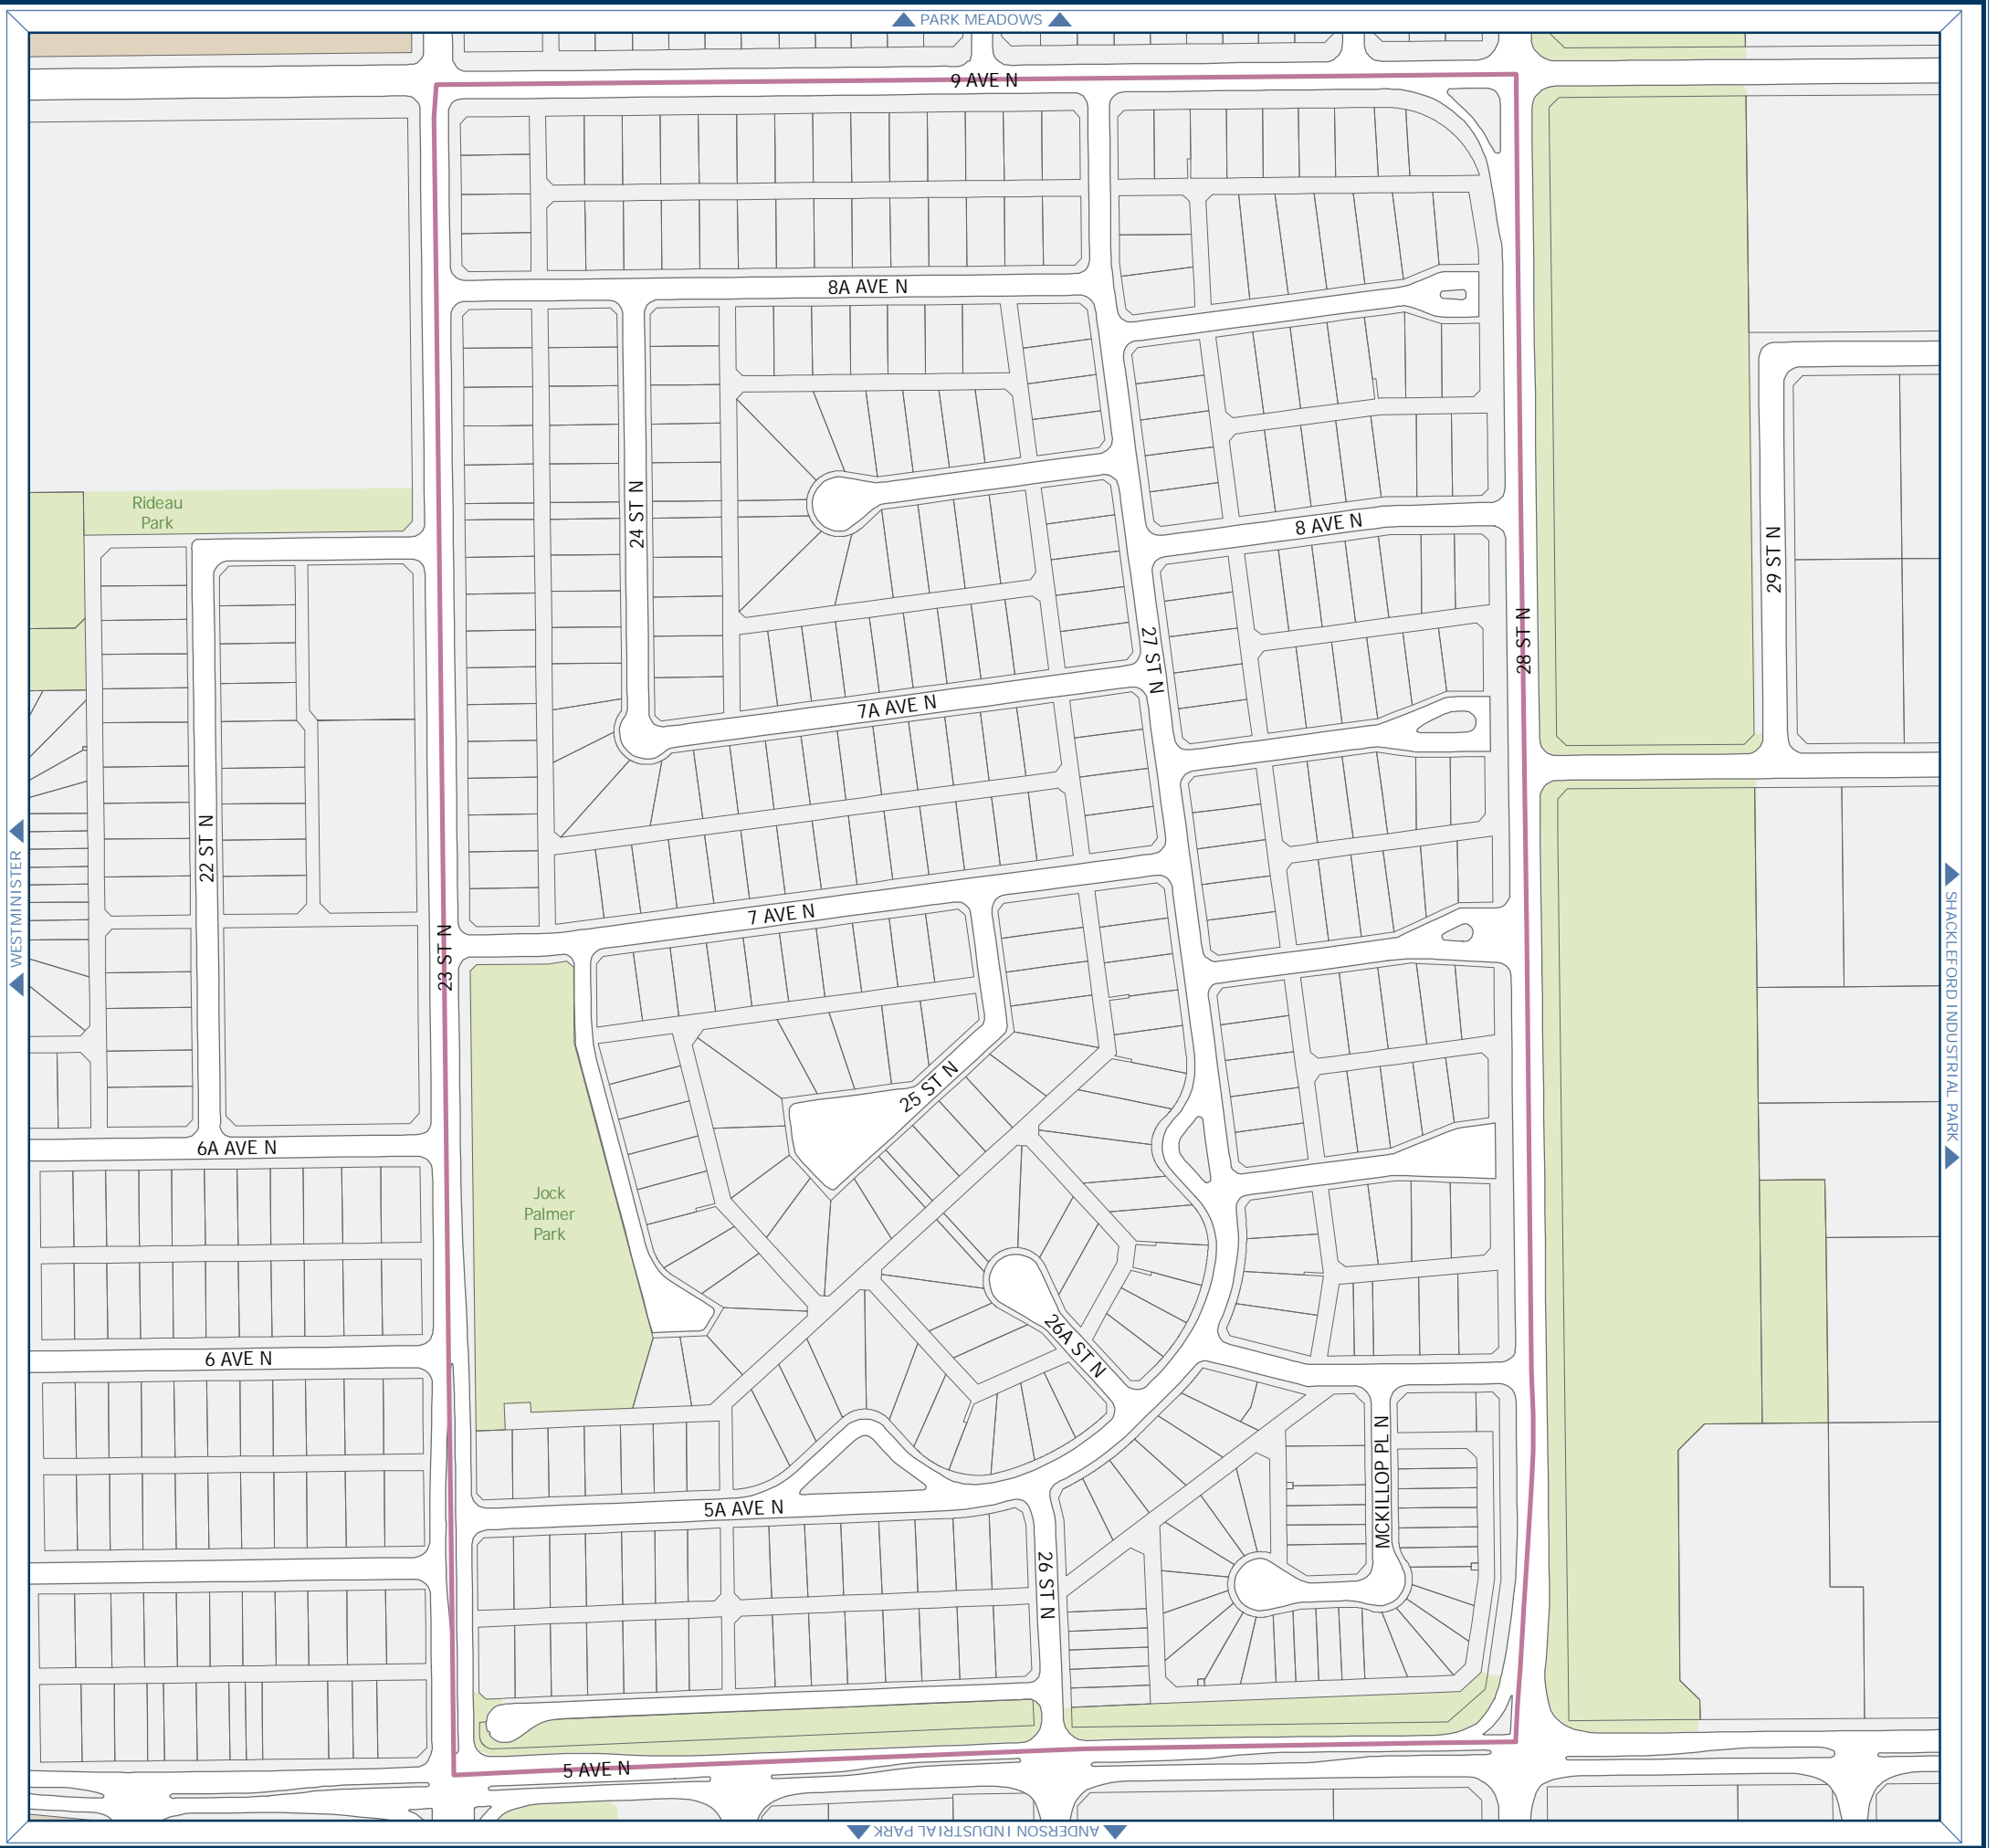 PARK MEADOWS
9 AVE N
8A AVE N
Rideau
Park
24 ST N
8 AVE N
29 ST N
27 ST N
28 ST N
7A AVE N
22 ST N
WESTMINISTER
SHACKLEFORD INDUSTRIAL PARK
7 AVE N
23 ST N
25 ST N
6A AVE N
Jock
Palmer
Park
6 AVE N
26A ST N
MCKILLOP PL N
5A AVE N
26 ST N
5 AVE N
ANDERSON INDUSTRIAL PARK